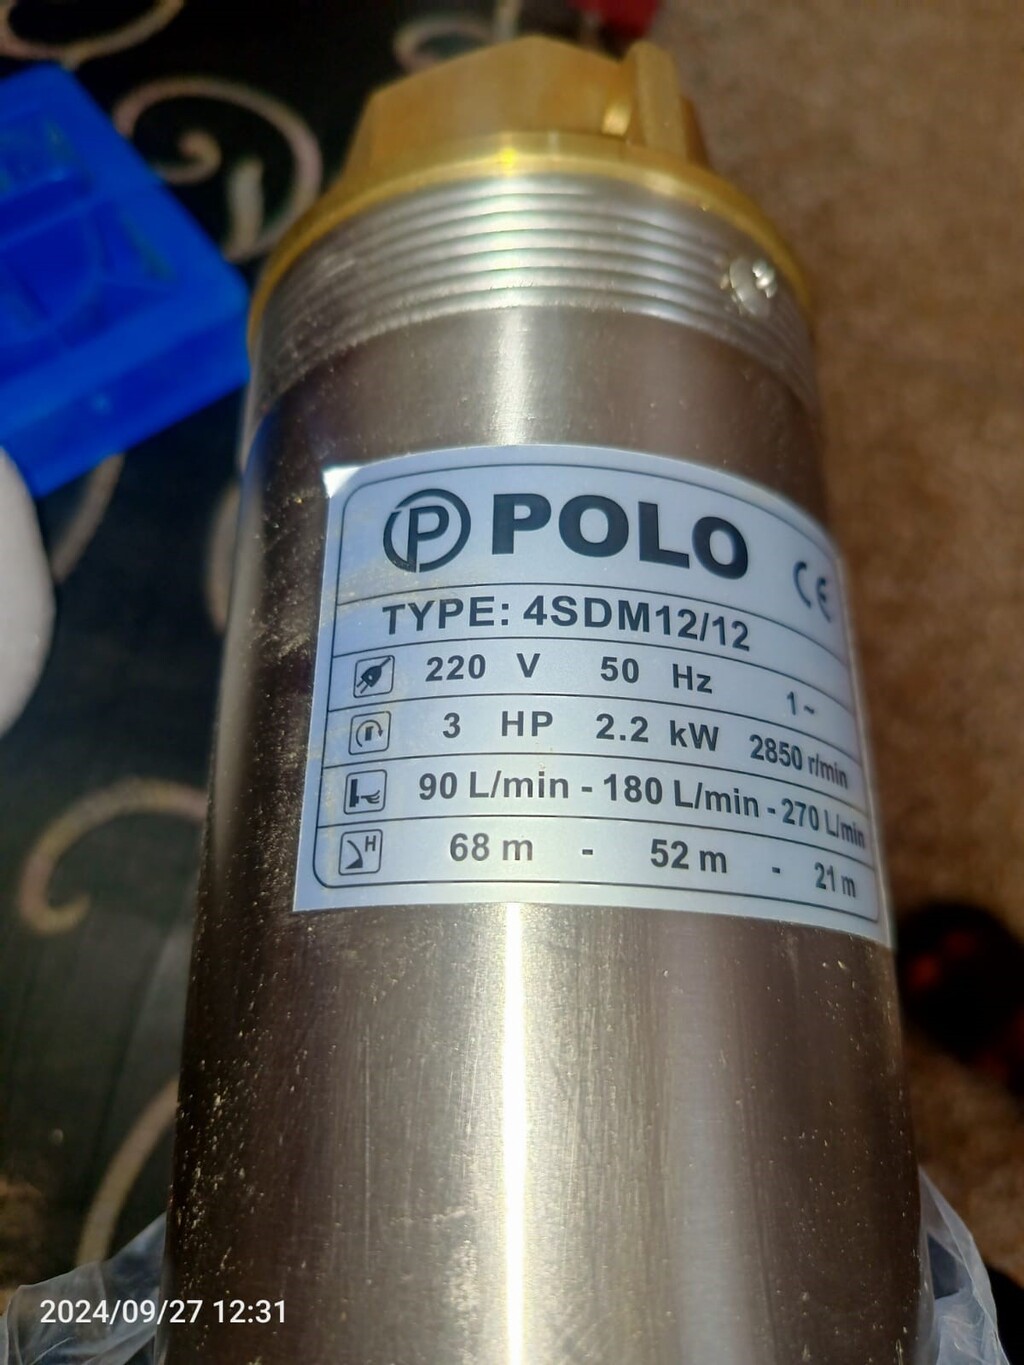 P POLO CE
TYPE: 4SDM12/12
220 V 50 Hz 1~
3 HP 2.2 kW 2850 r/min
90 L/min - 180 L/min - 270 L/min
H 68 m - 52 m - 21 m
2024/09/27 12:31